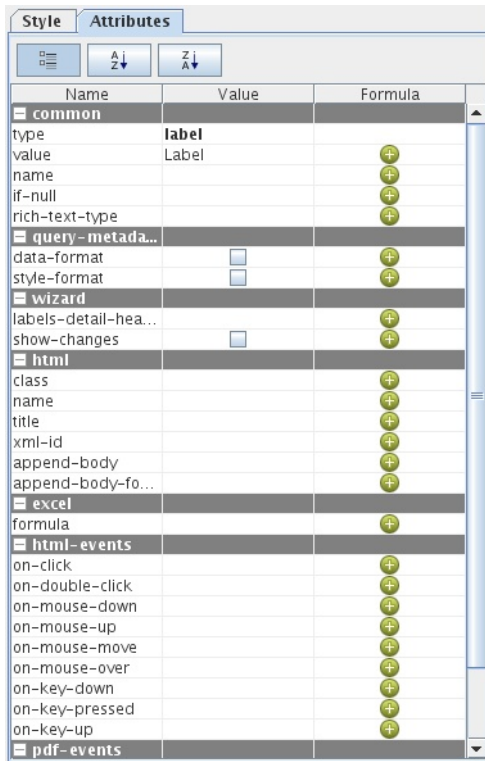 Style Attributes
A Z
Z A
Name Value Formula
common
type label
value Label
name
if-null
rich-text-type
query-metada...
data-format
style-format
wizard
labels-detail-hea...
show-changes
html
class
name
title
xml-id
append-body
append-body-fo...
excel
formula
html-events
on-click
on-double-click
on-mouse-down
on-mouse-up
on-mouse-move
on-mouse-over
on-key-down
on-key-pressed
on-key-up
pdf-events